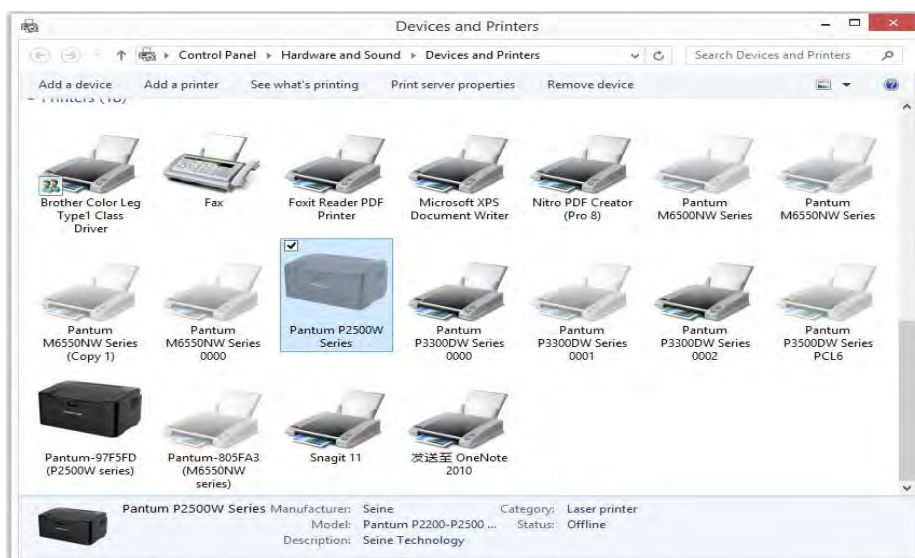 Devices and Printers
Control Panel Hardware and Sound Devices and Printers Search Devices and Printers
Add a device Add a printer See what's printing Print server properties Remove device
Printers
Brother Color Leg Type1 Class Driver
Fax
Foxit Reader PDF Printer
Microsoft XPS Document Writer
Nitro PDF Creator (Pro 8)
Pantum M6500NW Series
Pantum M6550NW Series
Pantum M6550NW Series (Copy 1)
Pantum M6550NW Series 0000
Pantum P2500W Series
Pantum P3300DW Series 0000
Pantum P3300DW Series 0001
Pantum P3300DW Series 0002
Pantum P3500DW Series PCL6
Pantum-97F5FD (P2500W series)
Pantum-805FA3 (M6550NW series)
Snagit 11
发送至 OneNote 2010
Pantum P2500W Series Manufacturer: Seine Category: Laser printer
Model: Pantum P2200-P2500 ... Status: Offline
Description: Seine Technology